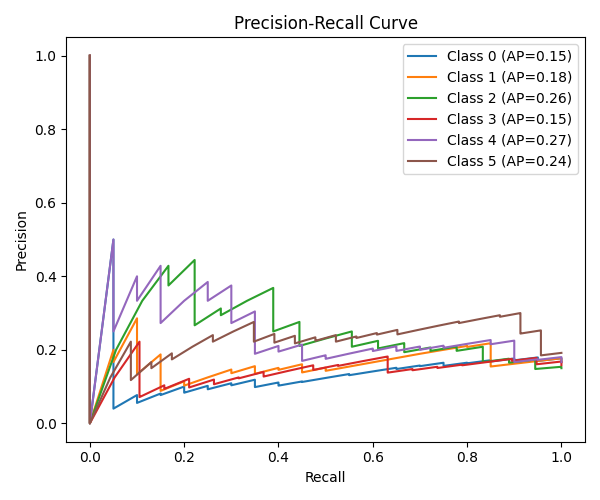 Precision-Recall Curve
Class 0 (AP=0.15)
Class 1 (AP=0.18)
Class 2 (AP=0.26)
Class 3 (AP=0.15)
Class 4 (AP=0.27)
Class 5 (AP=0.24)
Precision
1.0
0.8
0.6
0.4
0.2
0.0
0.0 0.2 0.4 0.6 0.8 1.0
Recall